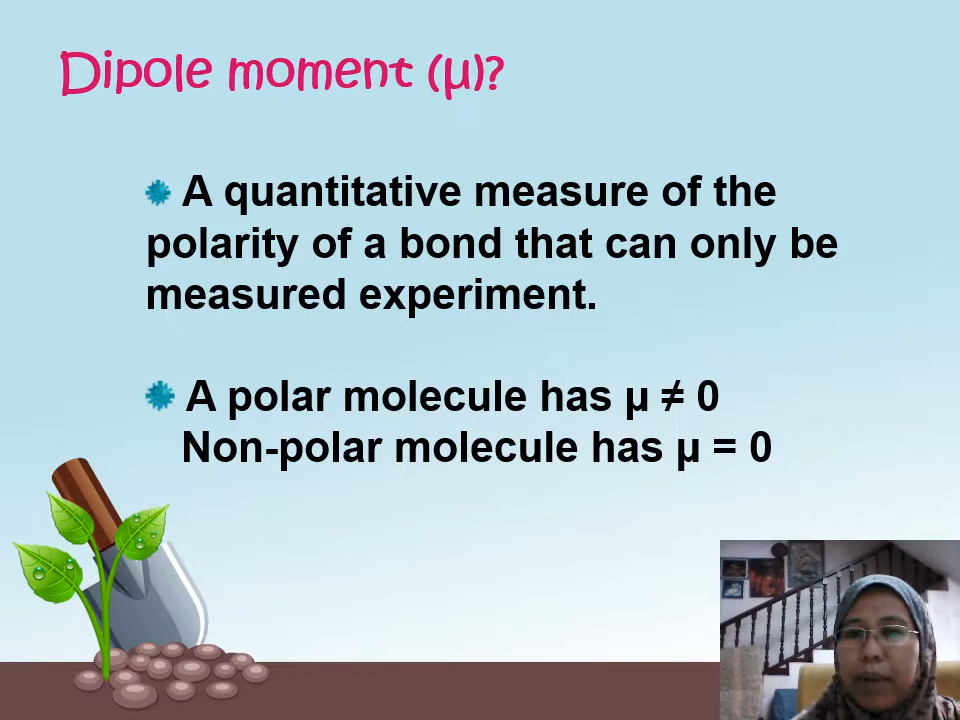 Dipole moment (µ)?
A quantitative measure of the
polarity of a bond that can only be
measured experiment.
A polar molecule has µ ≠ 0
Non-polar molecule has µ = 0